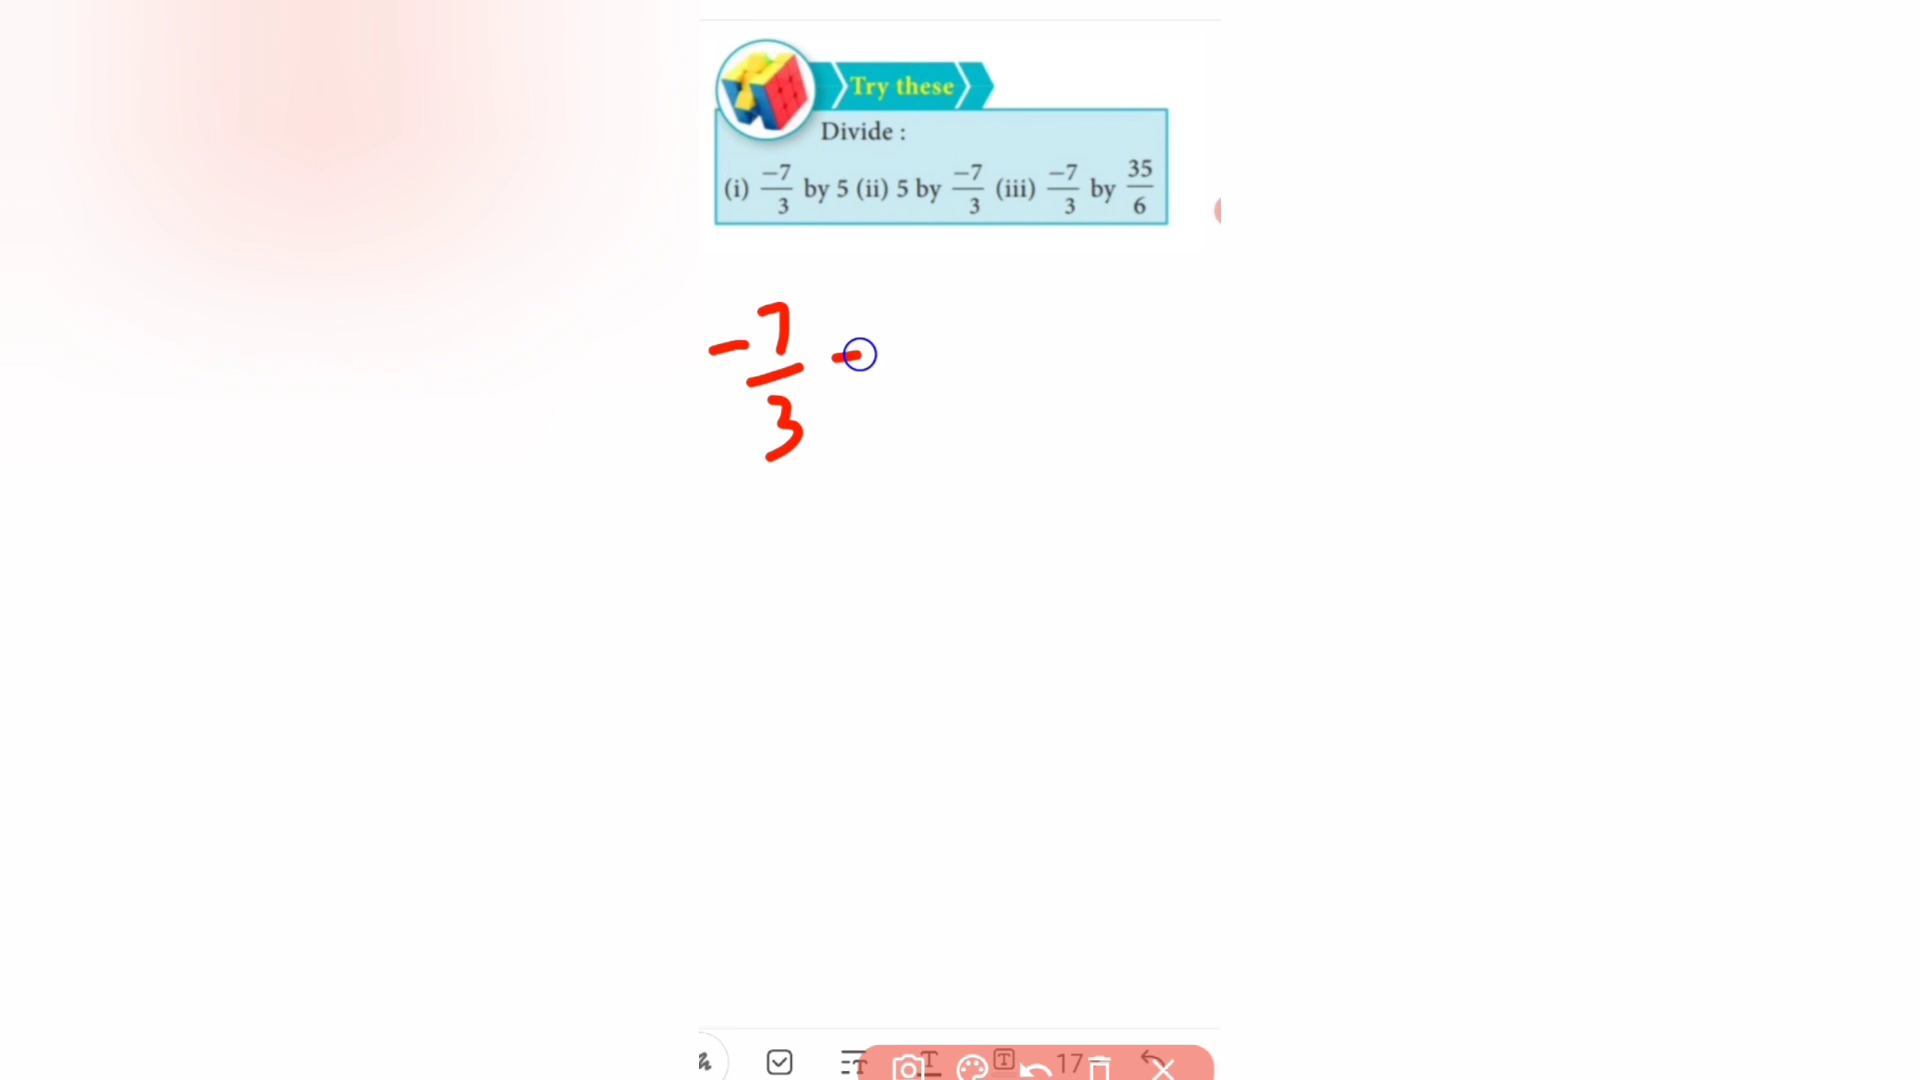 Try these
Divide :
(i) −7/3 by 5 (ii) 5 by −7/3 (iii) −7/3 by 35/6
−7/3 −
T T 17